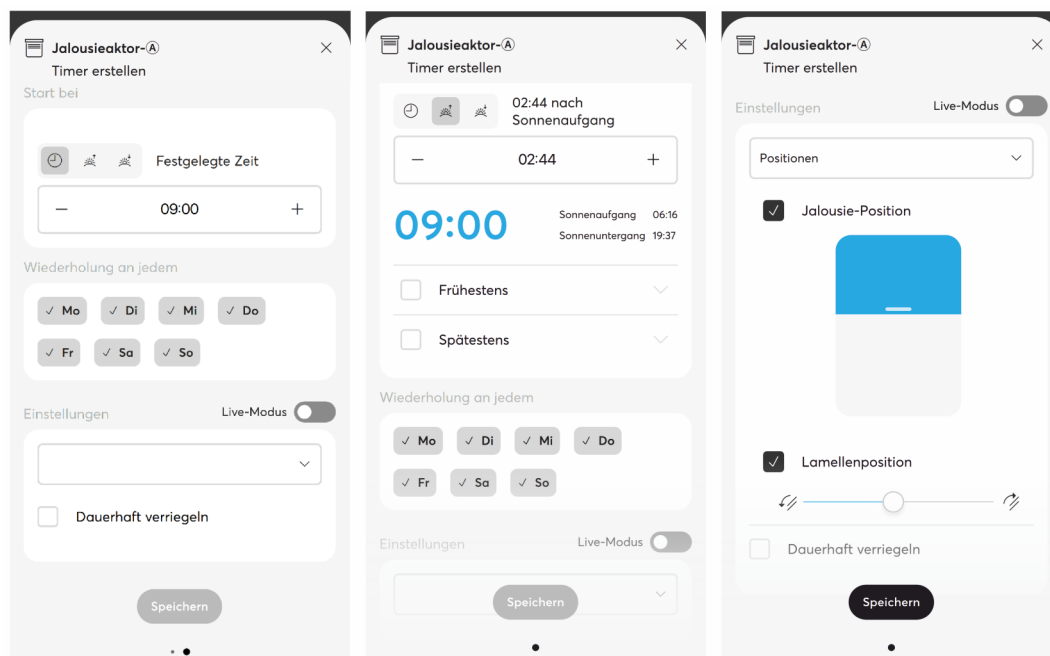 Jalousieaktor-Ⓐ
Timer erstellen
Start bei
Festgelegte Zeit
09:00
Wiederholung an jedem
Mo Di Mi Do
Fr Sa So
Einstellungen Live-Modus
Dauerhaft verriegeln
Speichern
Jalousieaktor-Ⓐ
Timer erstellen
02:44 nach
Sonnenaufgang
02:44
09:00
Sonnenaufgang 06:16
Sonnenuntergang 19:37
Frühestens
Spätestens
Wiederholung an jedem
Mo Di Mi Do
Fr Sa So
Einstellungen Live-Modus
Speichern
Jalousieaktor-Ⓐ
Timer erstellen
Einstellungen Live-Modus
Positionen
Jalousie-Position
Lamellenposition
Dauerhaft verriegeln
Speichern